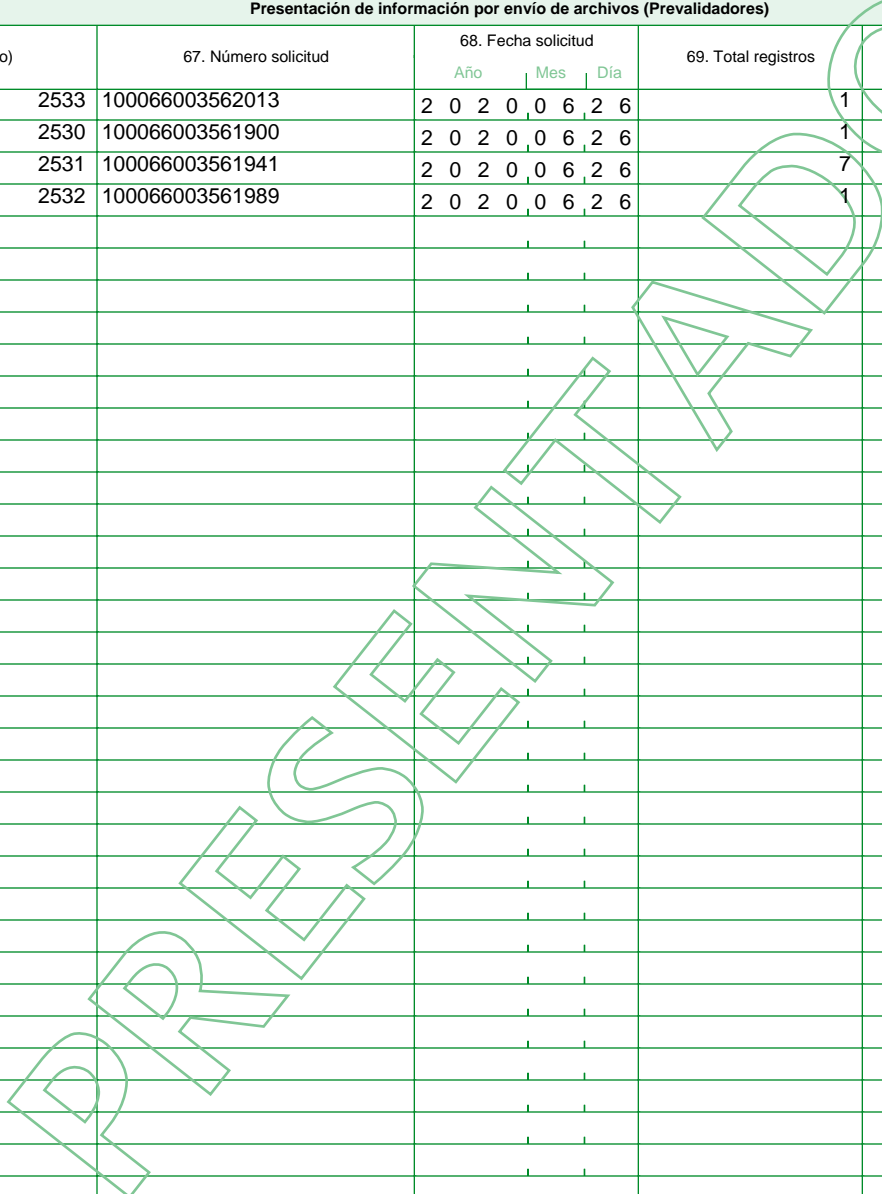 Presentación de información por envío de archivos (Prevalidadores)
o) 67. Número solicitud 68. Fecha solicitud 69. Total registros
Año Mes Día
2533 100066003562013 2 0 2 0 0 6 2 6 1
2530 100066003561900 2 0 2 0 0 6 2 6 1
2531 100066003561941 2 0 2 0 0 6 2 6 7
2532 100066003561989 2 0 2 0 0 6 2 6 1
PRESENTADO